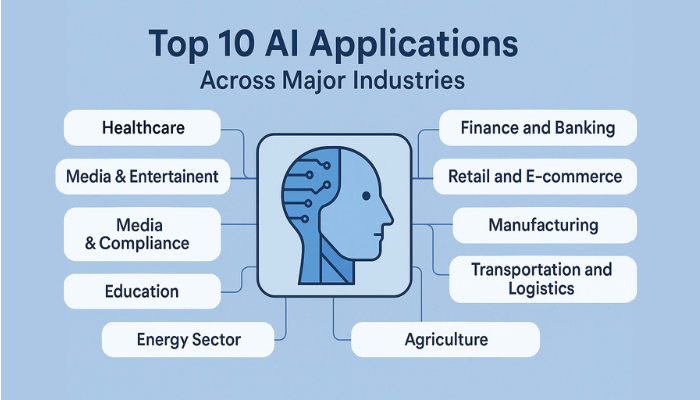 Top 10 AI Applications
Across Major Industries
Healthcare
Media & Entertainent
Media
& Compliance
Education
Energy Sector
Finance and Banking
Retail and E-commerce
Manufacturing
Transportation and
Logistics
Agriculture